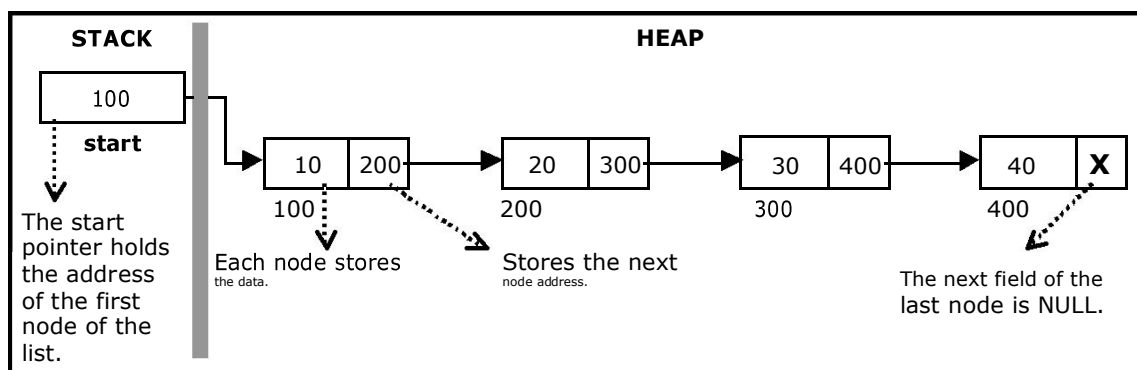 STACK
HEAP
100
start
10 200
20 300
30 400
40 X
100
200
300
400
The start
pointer holds
the address
of the first
node of the
list.
Each node stores
the data.
Stores the next
node address.
The next field of the
last node is NULL.